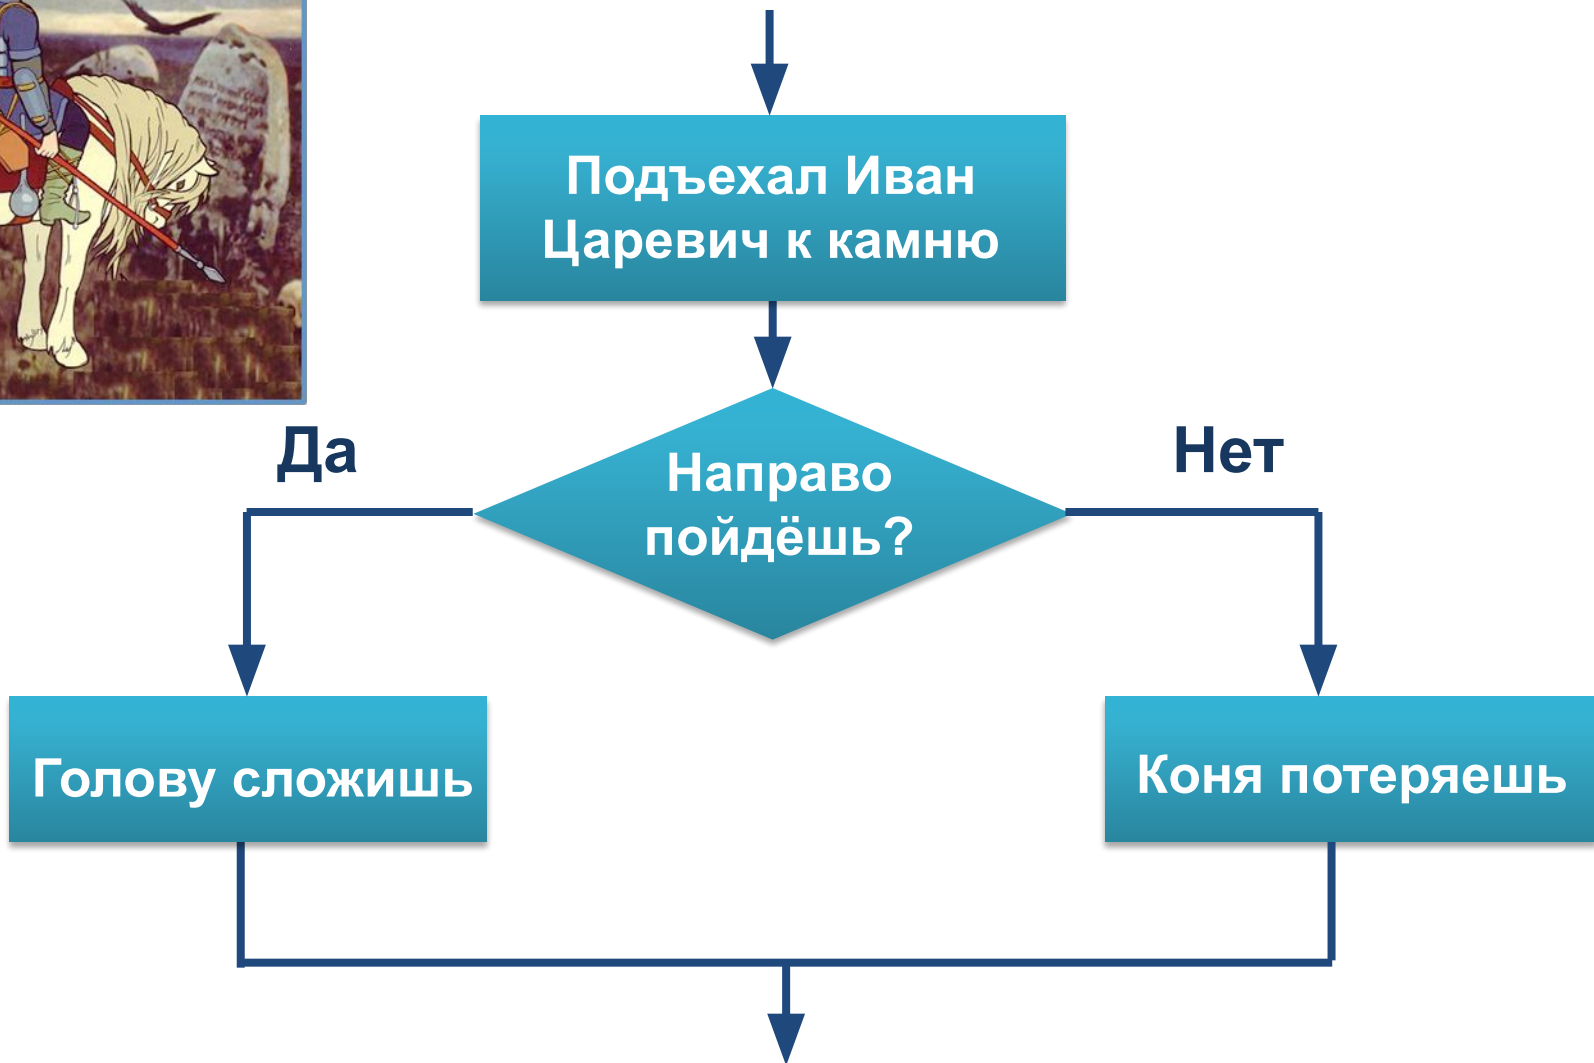 Подъехал Иван
Царевич к камню
Да
Направо
пойдёшь?
Нет
Голову сложишь
Коня потеряешь